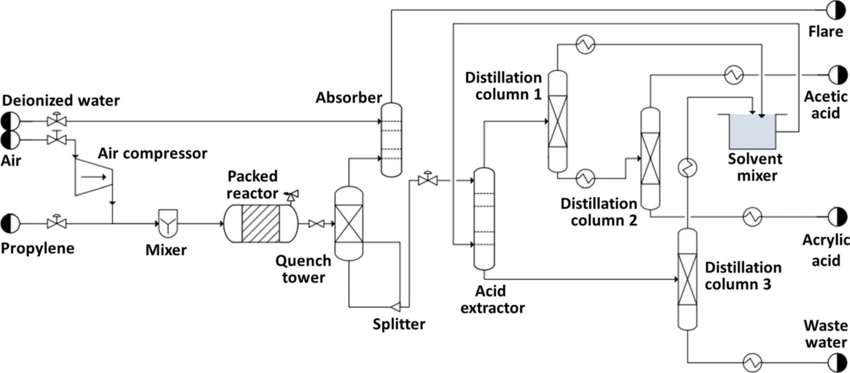 Flare
Distillation
column 1
Acetic
acid
Absorber
Deionized water
Air
Air compressor
Packed
reactor
Solvent
mixer
Distillation
column 2
Propylene
Mixer
Quench
tower
Acrylic
acid
Distillation
column 3
Acid
extractor
Splitter
Waste
water